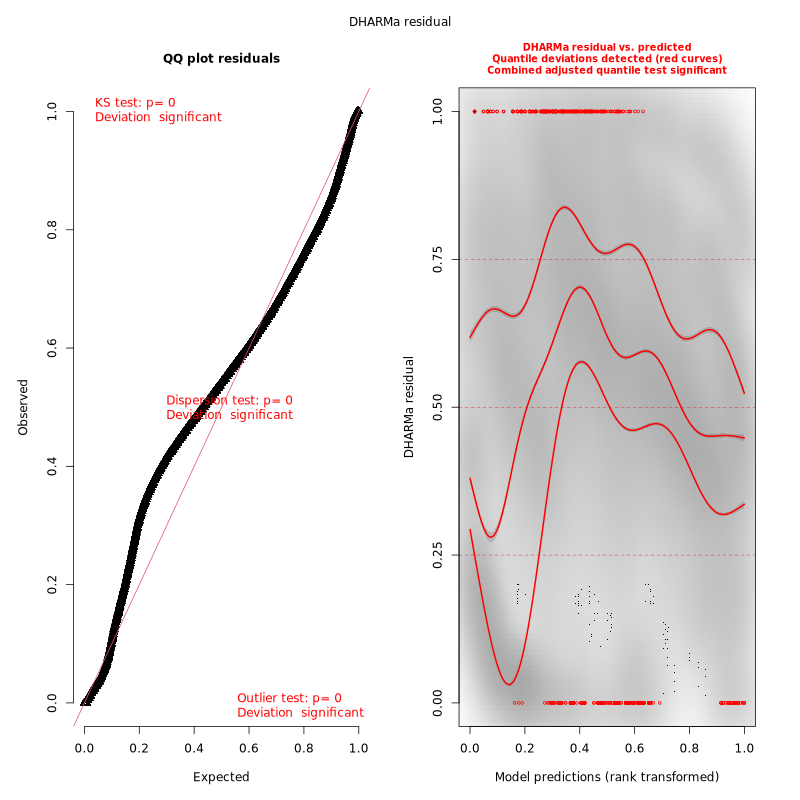 DHARMa residual
QQ plot residuals
KS test: p= 0
Deviation  significant
Dispersion test: p= 0
Deviation  significant
Outlier test: p= 0
Deviation  significant
Observed
0.0
0.2
0.4
0.6
0.8
1.0
0.0
0.2
0.4
0.6
0.8
1.0
Expected
DHARMa residual vs. predicted
Quantile deviations detected (red curves)
Combined adjusted quantile test significant
DHARMa residual
0.00
0.25
0.50
0.75
1.00
0.0
0.2
0.4
0.6
0.8
1.0
Model predictions (rank transformed)